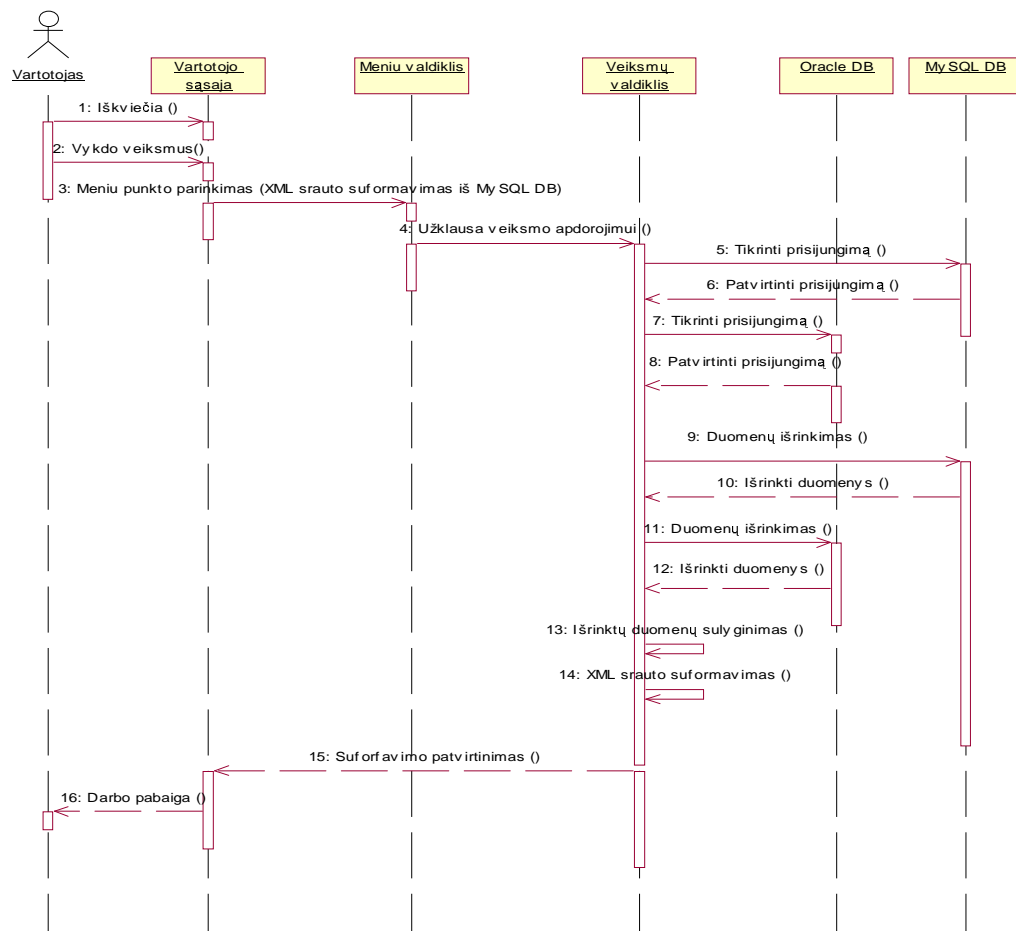 Vartotojas
Vartotojo
sąsaja
Meniu valdiklis
Veiksmų
valdiklis
Oracle DB
MySQL DB
1: Iškviečia ()
2: Vykdo veiksmus()
3: Meniu punkto parinkimas (XML srauto suformavimas iš MySQL DB)
4: Užklausa veiksmo apdorojimui ()
5: Tikrinti prisijungimą ()
6: Patvirtinti prisijungimą ()
7: Tikrinti prisijungimą ()
8: Patvirtinti prisijungimą ()
9: Duomenų išrinkimas ()
10: Išrinkti duomenys ()
11: Duomenų išrinkimas ()
12: Išrinkti duomenys ()
13: Išrinktų duomenų sulyginimas ()
14: XML srauto suformavimas ()
15: Suforfavimo patvirtinimas ()
16: Darbo pabaiga ()